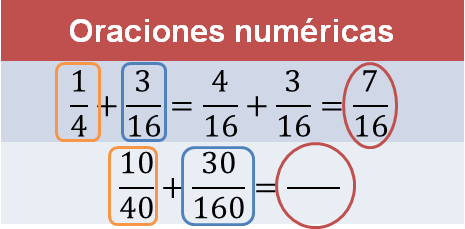 Oraciones numéricas
1/4 + 3/16 = 4/16 + 3/16 = 7/16
10/40 + 30/160 = —